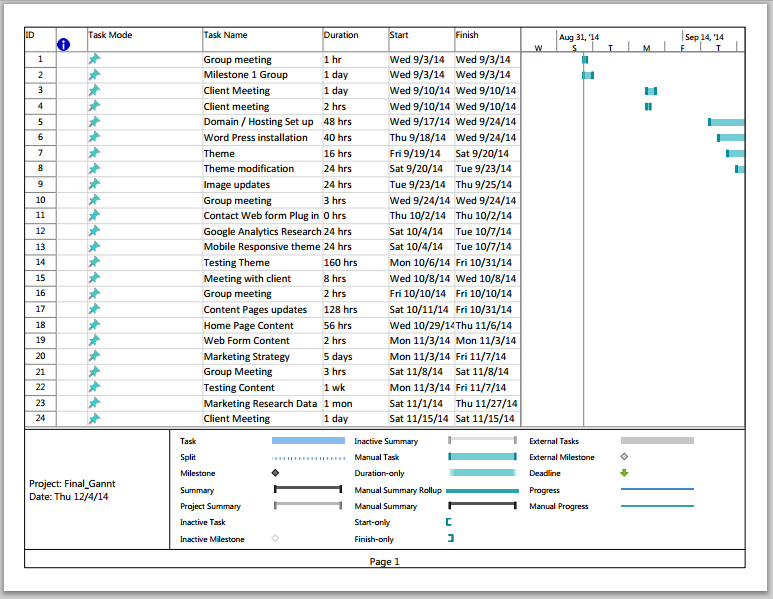 ID Task Mode Task Name Duration Start Finish Aug 31, '14 Sep 14, '14
W S T M F T
1 Group meeting 1 hr Wed 9/3/14 Wed 9/3/14
2 Milestone 1 Group 1 day Wed 9/3/14 Wed 9/3/14
3 Client Meeting 1 day Wed 9/10/14 Wed 9/10/14
4 Client meeting 2 hrs Wed 9/10/14 Wed 9/10/14
5 Domain / Hosting Set up 48 hrs Wed 9/17/14 Wed 9/24/14
6 Word Press installation 40 hrs Thu 9/18/14 Wed 9/24/14
7 Theme 16 hrs Fri 9/19/14 Sat 9/20/14
8 Theme modification 24 hrs Sat 9/20/14 Tue 9/23/14
9 Image updates 24 hrs Tue 9/23/14 Thu 9/25/14
10 Group meeting 3 hrs Wed 9/24/14 Wed 9/24/14
11 Contact Web form Plug in 0 hrs Thu 10/2/14 Thu 10/2/14
12 Google Analytics Research 24 hrs Sat 10/4/14 Tue 10/7/14
13 Mobile Responsive theme 24 hrs Sat 10/4/14 Tue 10/7/14
14 Testing Theme 160 hrs Mon 10/6/14 Fri 10/31/14
15 Meeting with client 8 hrs Wed 10/8/14 Wed 10/8/14
16 Group meeting 2 hrs Fri 10/10/14 Fri 10/10/14
17 Content Pages updates 128 hrs Sat 10/11/14 Fri 10/31/14
18 Home Page Content 56 hrs Wed 10/29/14 Thu 11/6/14
19 Web Form Content 2 hrs Mon 11/3/14 Mon 11/3/14
20 Marketing Strategy 5 days Mon 11/3/14 Fri 11/7/14
21 Group Meeting 3 hrs Sat 11/8/14 Sat 11/8/14
22 Testing Content 1 wk Mon 11/3/14 Fri 11/7/14
23 Marketing Research Data 1 mon Sat 11/1/14 Thu 11/27/14
24 Client Meeting 1 day Sat 11/15/14 Sat 11/15/14
Project: Final_Gannt
Date: Thu 12/4/14
Task
Split
Milestone
Summary
Project Summary
Inactive Task
Inactive Milestone
Inactive Summary
Manual Task
Duration-only
Manual Summary Rollup
Manual Summary
Start-only
Finish-only
External Tasks
External Milestone
Deadline
Progress
Manual Progress
Page 1